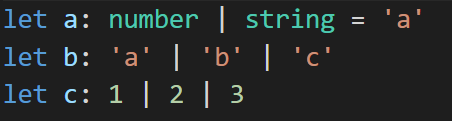 let a: number | string = 'a'
let b: 'a' | 'b' | 'c'
let c: 1 | 2 | 3